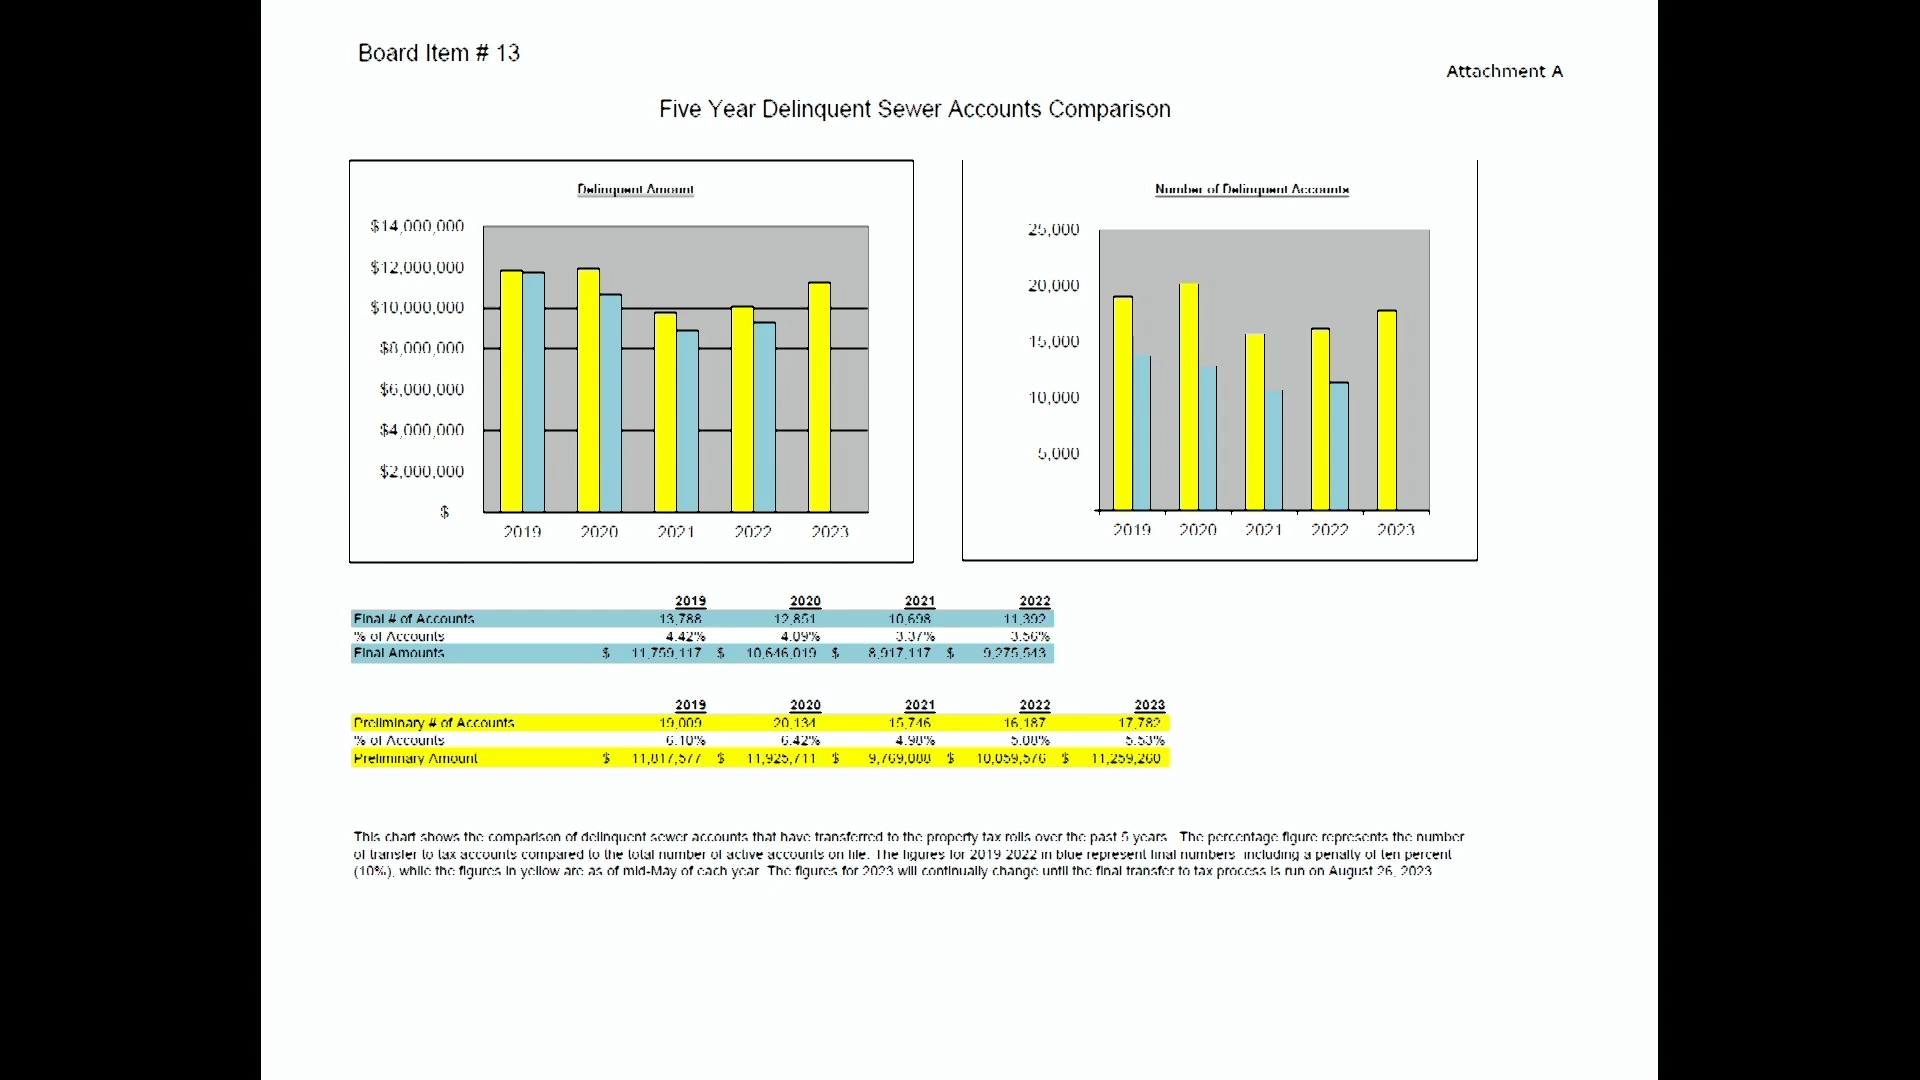 Board Item # 13
Attachment A
Five Year Delinquent Sewer Accounts Comparison
Delinquent Amount
$14,000,000
$12,000,000
$10,000,000
$8,000,000
$6,000,000
$4,000,000
$2,000,000
$
2019 2020 2021 2022 2023
Number of Delinquent Accounts
25,000
20,000
15,000
10,000
5,000
2019 2020 2021 2022 2023
2019 2020 2021 2022
Final # of Accounts 13,788 12,851 10,698 11,392
% of Accounts 4.42% 4.09% 3.37% 3.56%
Final Amounts $ 11,759,117 $ 10,646,019 $ 8,917,117 $ 9,275,543
2019 2020 2021 2022 2023
Preliminary # of Accounts 19,009 20,134 15,746 16,187 17,782
% of Accounts 6.10% 6.42% 4.98% 5.08% 5.53%
Preliminary Amount $ 11,817,577 $ 11,925,711 $ 9,769,088 $ 10,059,576 $ 11,259,260
This chart shows the comparison of delinquent sewer accounts that have transferred to the property tax rolls over the past 5 years. The percentage figure represents the number
of transfer to tax accounts compared to the total number of active accounts on file. The figures for 2019 2022 in blue represent final numbers including a penalty of ten percent
(10%), while the figures in yellow are as of mid-May of each year. The figures for 2023 will continually change until the final transfer to tax process is run on August 26, 2023